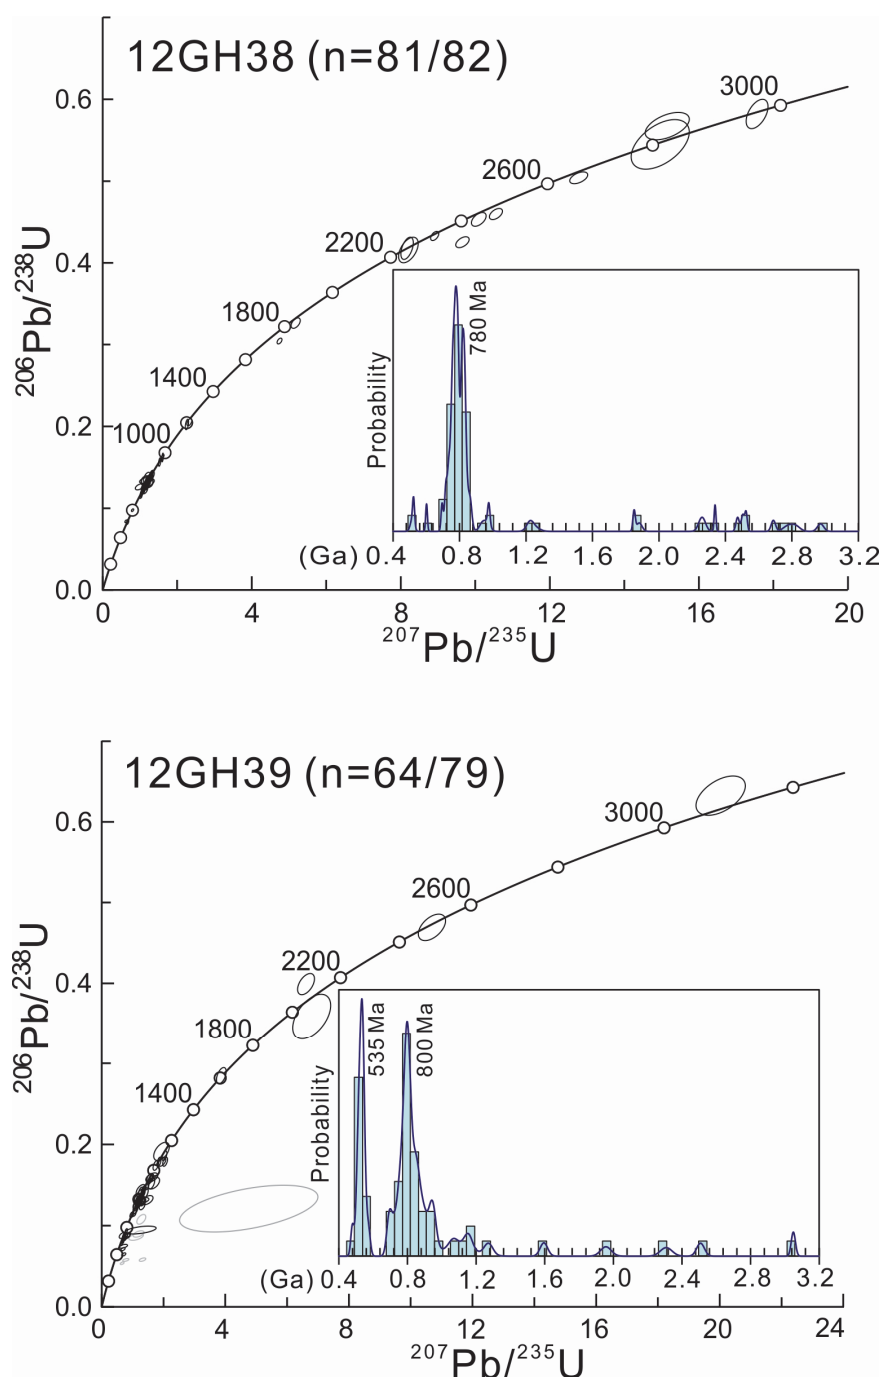 12GH38 (n=81/82)
3000
0.6
2600
2200
0.4
206Pb/238U
1800
780 Ma
1400
Probability
1000
0.2
(Ga) 0.4 0.8 1.2 1.6 2.0 2.4 2.8 3.2
0.0
0 4 8 12 16 20
207Pb/235U
12GH39 (n=64/79)
3000
0.6
2600
2200
0.4
206Pb/238U
1800
535 Ma
800 Ma
1400
Probability
0.2
(Ga) 0.4 0.8 1.2 1.6 2.0 2.4 2.8 3.2
0.0
0 4 8 12 16 20 24
207Pb/235U